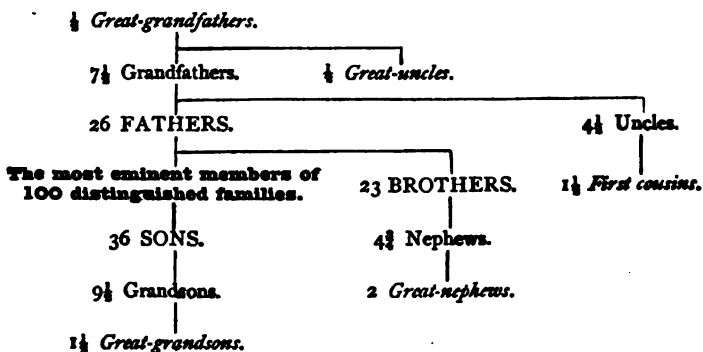 ½ Great-grandfathers.
7½ Grandfathers. ½ Great-uncles.
26 FATHERS. 4½ Uncles.
The most eminent members of
100 distinguished families. 23 BROTHERS. 1½ First cousins.
36 SONS. 4¾ Nephews.
9½ Grandsons. 2 Great-nephews.
1½ Great-grandsons.